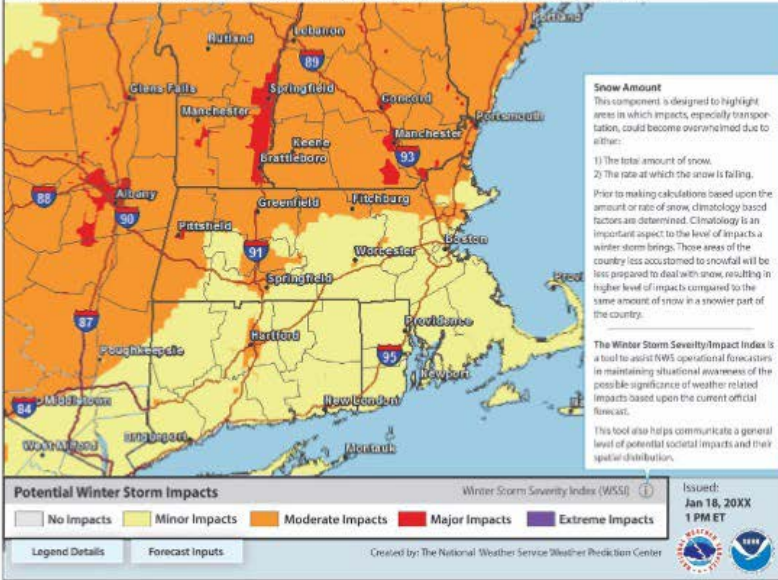 Portland
Lebanon
Rutland
89
Glens Falls
Springfield
Concord
Manchester
Portsmouth
Keene
Manchester
Brattleboro
93
88
Albany
90
Greenfield
Fitchburg
Pittsfield
91
Worcester
Boston
Springfield
87
Hartford
Providence
Poughkeepsie
95
Newport
84
Middletown
New London
West Milford
Bridgeport
Montauk
Snow Amount
This component is designed to highlight
areas in which impacts, especially transpor-
tation, could become overwhelmed due to
either:
1) The total amount of snow.
2) The rate at which the snow is falling.
Prior to making calculations based upon the
amount or rate of snow, climatology based
factors are determined. Climatology is an
important aspect to the level of impacts a
winter storm brings. Those areas of the
country less accustomed to snowfall will be
less prepared to deal with snow, resulting in
higher level of impacts compared to the
same amount of snow in a snowier part of
the country.
The Winter Storm Severity/Impact Index is
a tool to assist NWS operational forecasters
in maintaining situational awareness of the
possible significance of weather related
impacts based upon the current official
forecast.
This tool also helps communicate a general
level of potential societal impacts and their
spatial distribution.
Potential Winter Storm Impacts
Winter Storm Severity Index (WSSI) i
No Impacts Minor Impacts Moderate Impacts Major Impacts Extreme Impacts
Issued:
Jan 18, 20XX
1 PM ET
Legend Details Forecast Inputs
Created by: The National Weather Service Weather Prediction Center
NATIONAL WEATHER SERVICE
NOAA